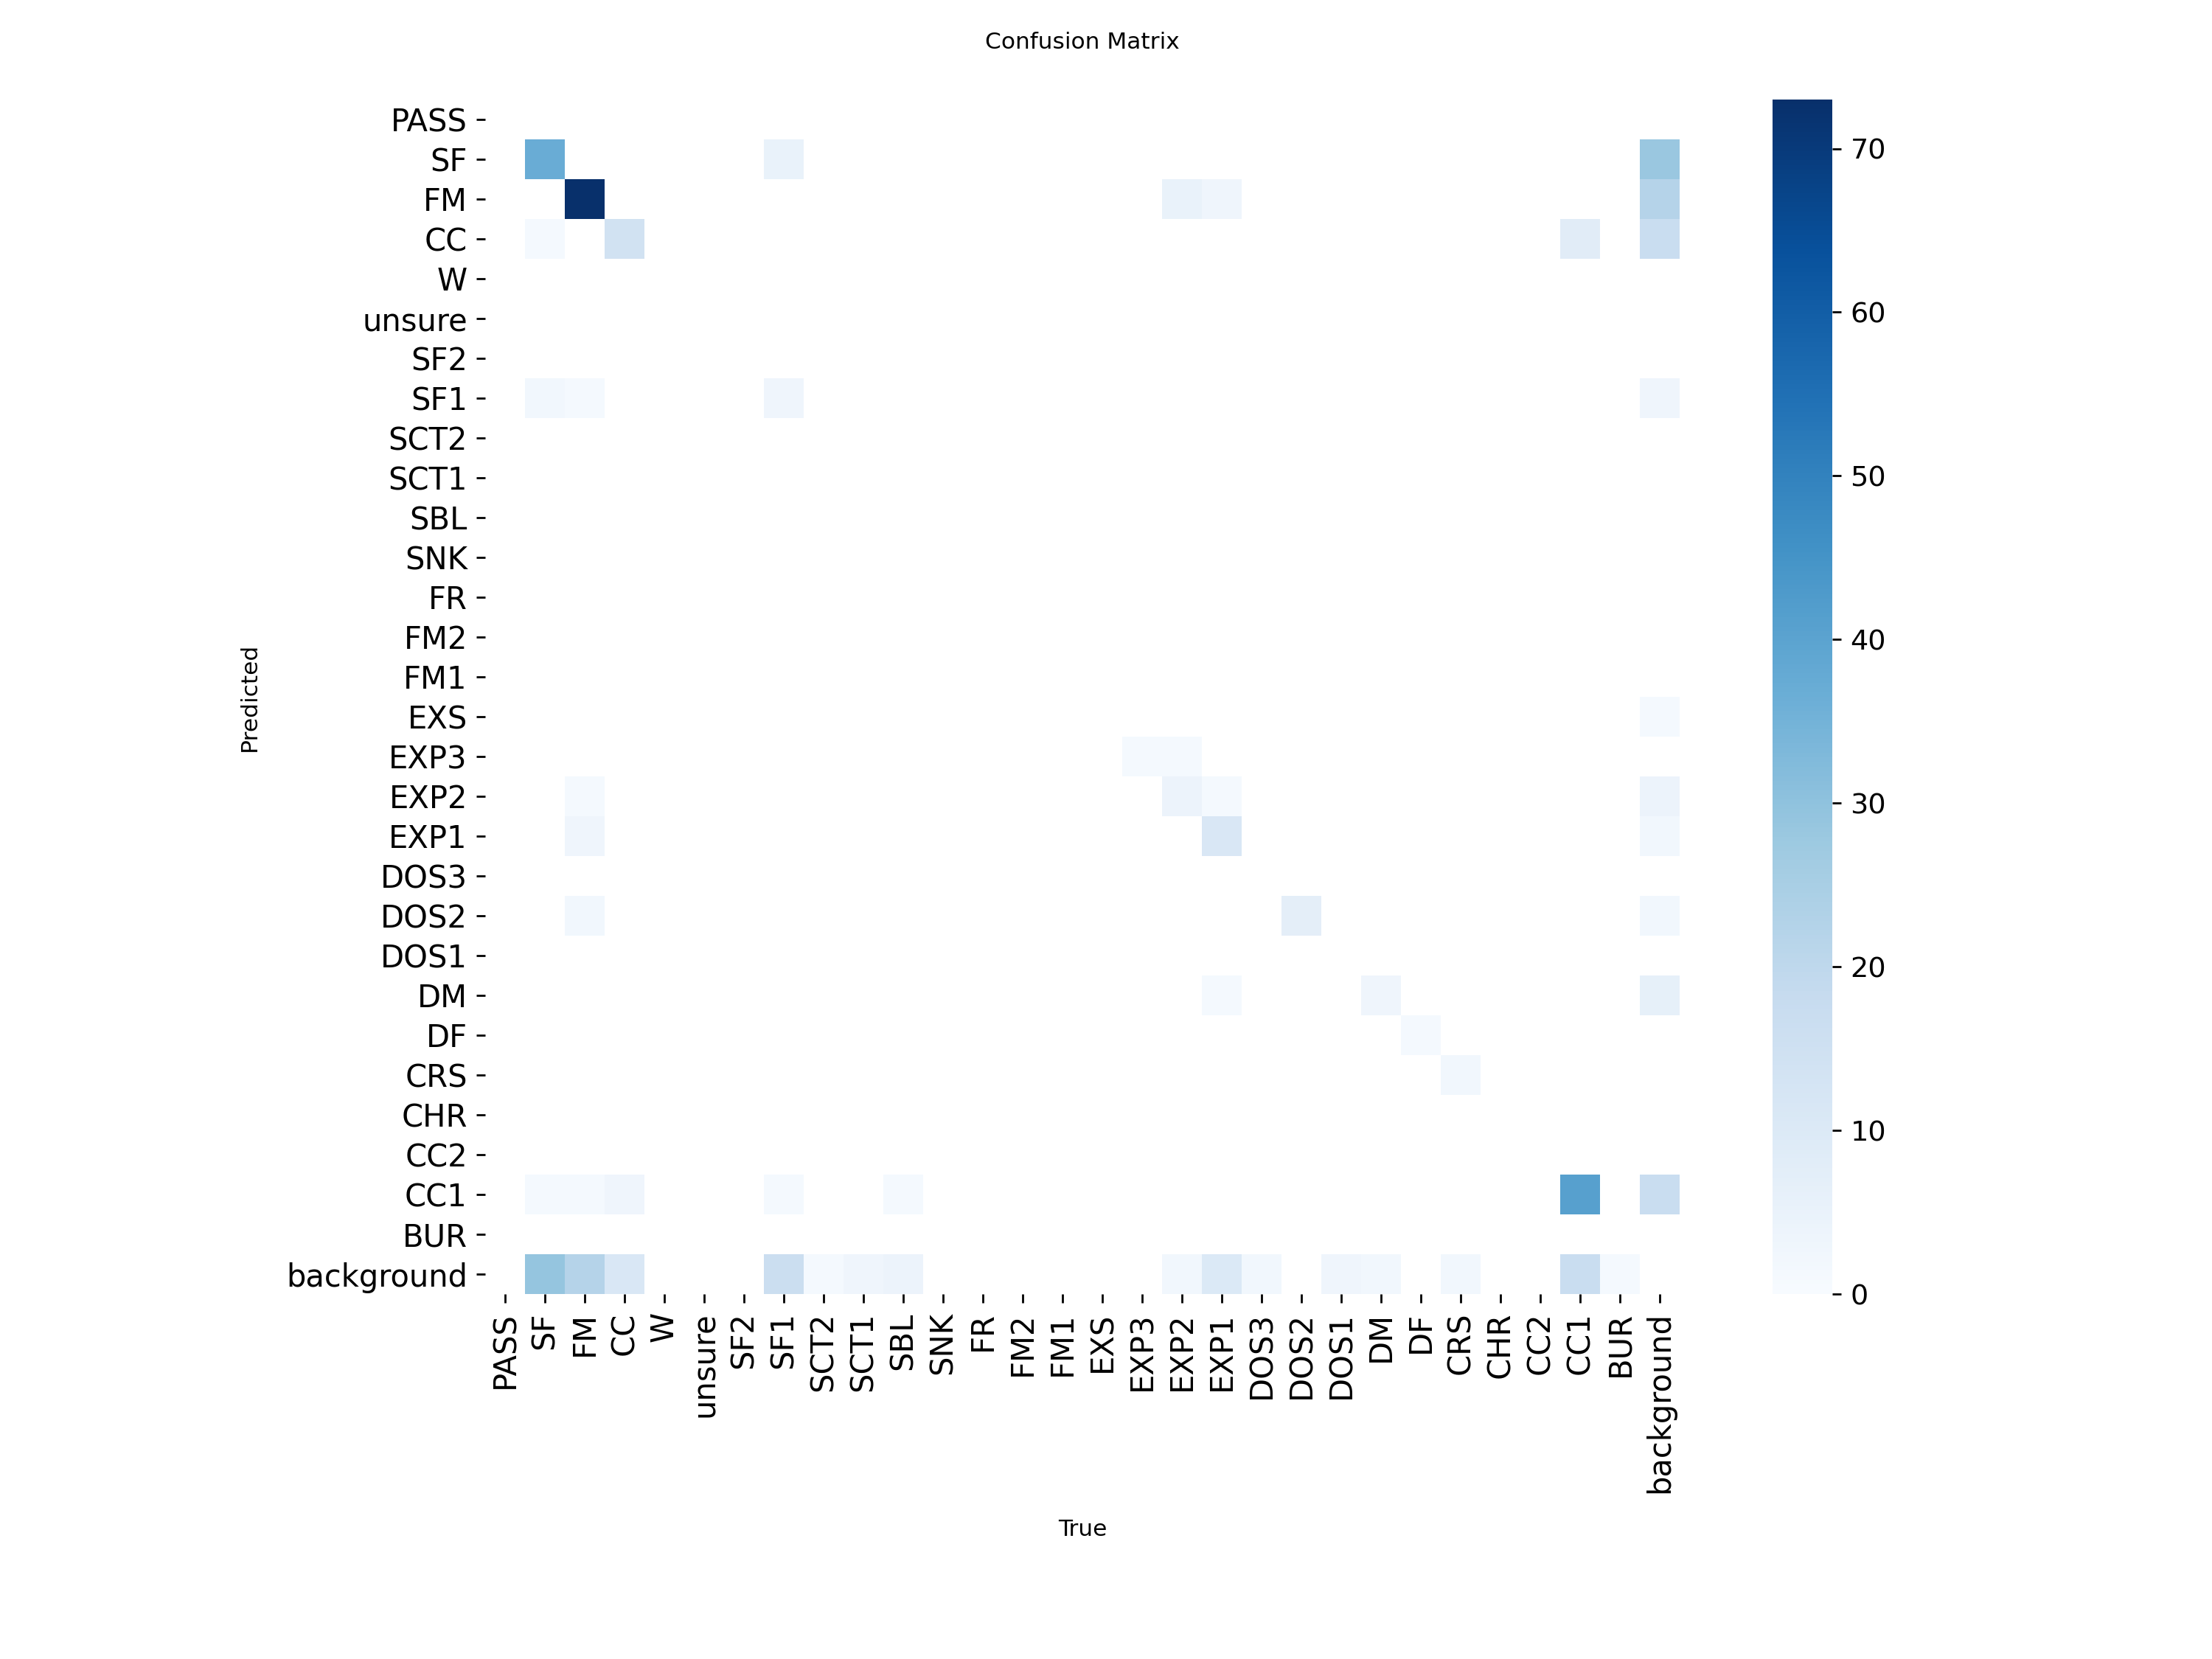 Confusion Matrix
PASS
SF
FM
CC
W
unsure
SF2
SF1
SCT2
SCT1
SBL
SNK
FR
FM2
FM1
EXS
EXP3
EXP2
EXP1
DOS3
DOS2
DOS1
DM
DF
CRS
CHR
CC2
CC1
BUR
background
Predicted
PASS
SF
FM
CC
W
unsure
SF2
SF1
SCT2
SCT1
SBL
SNK
FR
FM2
FM1
EXS
EXP3
EXP2
EXP1
DOS3
DOS2
DOS1
DM
DF
CRS
CHR
CC2
CC1
BUR
background
True
70
60
50
40
30
20
10
0